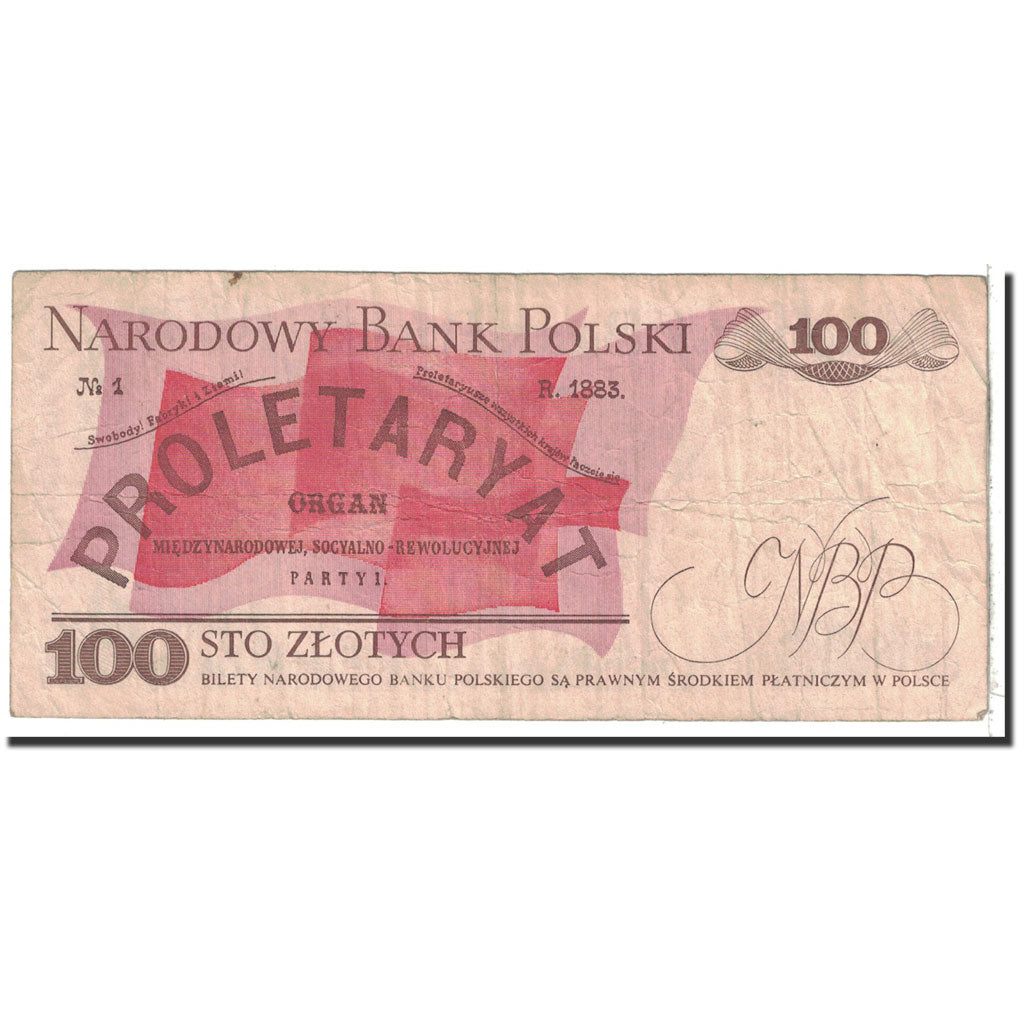 NARODOWY BANK POLSKI 100
№ 1 R. 1883.
Swobody! Fabryki i Ziemi!
Proletaryusze wszystkich krajów łączcie się
PROLETARYAT
ORGAN
MIĘDZYNARODOWEJ, SOCYALNO-REWOLUCYJNEJ
PARTYI.
NBP
100 STO ZŁOTYCH
BILETY NARODOWEGO BANKU POLSKIEGO SĄ PRAWNYM ŚRODKIEM PŁATNICZYM W POLSCE